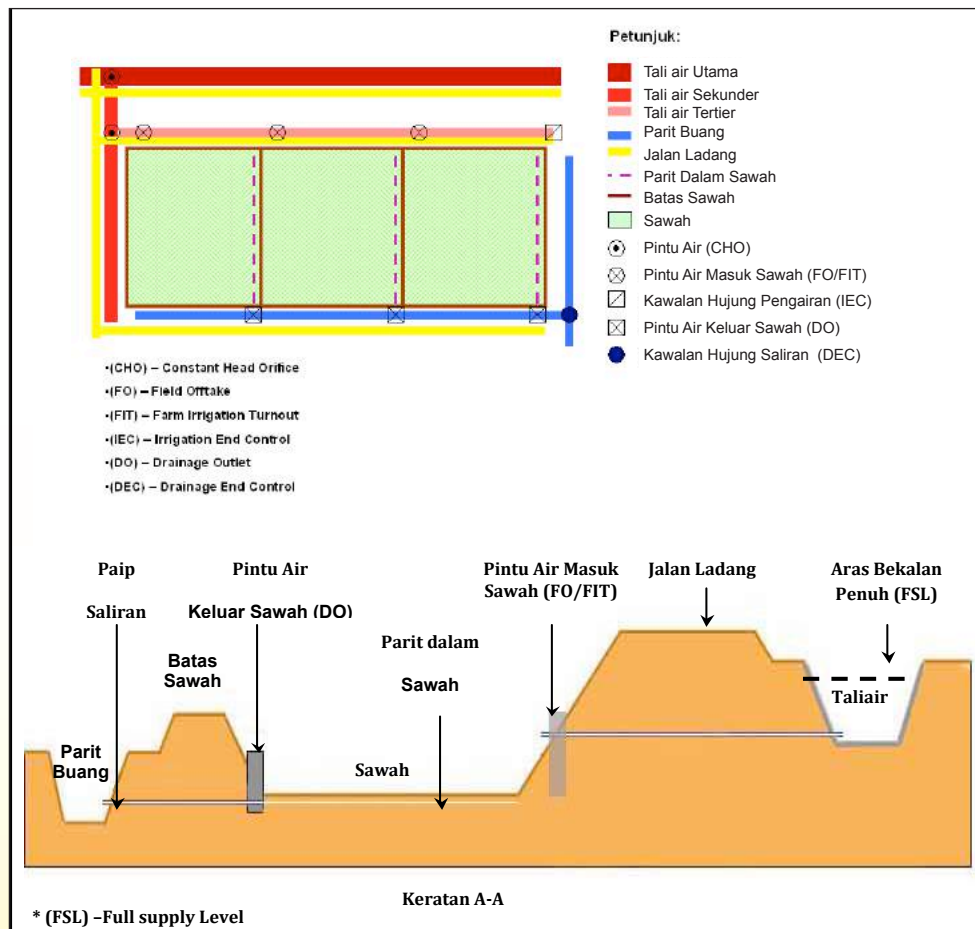 Petunjuk:
Tali air Utama
Tali air Sekunder
Tali air Tertier
Parit Buang
Jalan Ladang
Parit Dalam Sawah
Batas Sawah
Sawah
Pintu Air (CHO)
Pintu Air Masuk Sawah (FO/FIT)
Kawalan Hujung Pengairan (IEC)
Pintu Air Keluar Sawah (DO)
Kawalan Hujung Saliran (DEC)
•(CHO) – Constant Head Orifice
•(FO) – Field Offtake
•(FIT) – Farm Irrigation Turnout
•(IEC) – Irrigation End Control
•(DO) – Drainage Outlet
•(DEC) – Drainage End Control
Paip
Saliran
Pintu Air
Keluar Sawah (DO)
Pintu Air Masuk
Sawah (FO/FIT)
Jalan Ladang
Aras Bekalan
Penuh (FSL)
Batas
Sawah
Parit dalam
Sawah
Taliair
Parit
Buang
Sawah
Keratan A-A
* (FSL) –Full supply Level